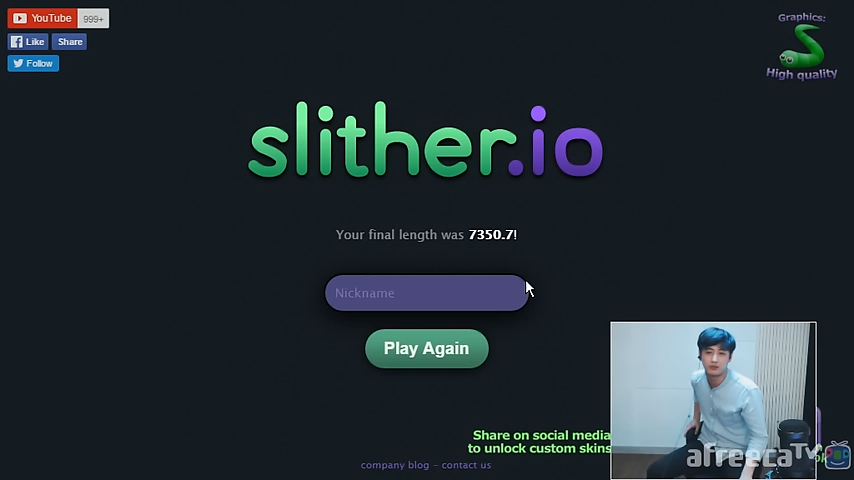 YouTube 999+
Like Share
Follow
Graphics:
High quality
slither.io
Your final length was 7350.7!
Nickname
Play Again
Share on social media
to unlock custom skins
company blog - contact us
afreecaTV